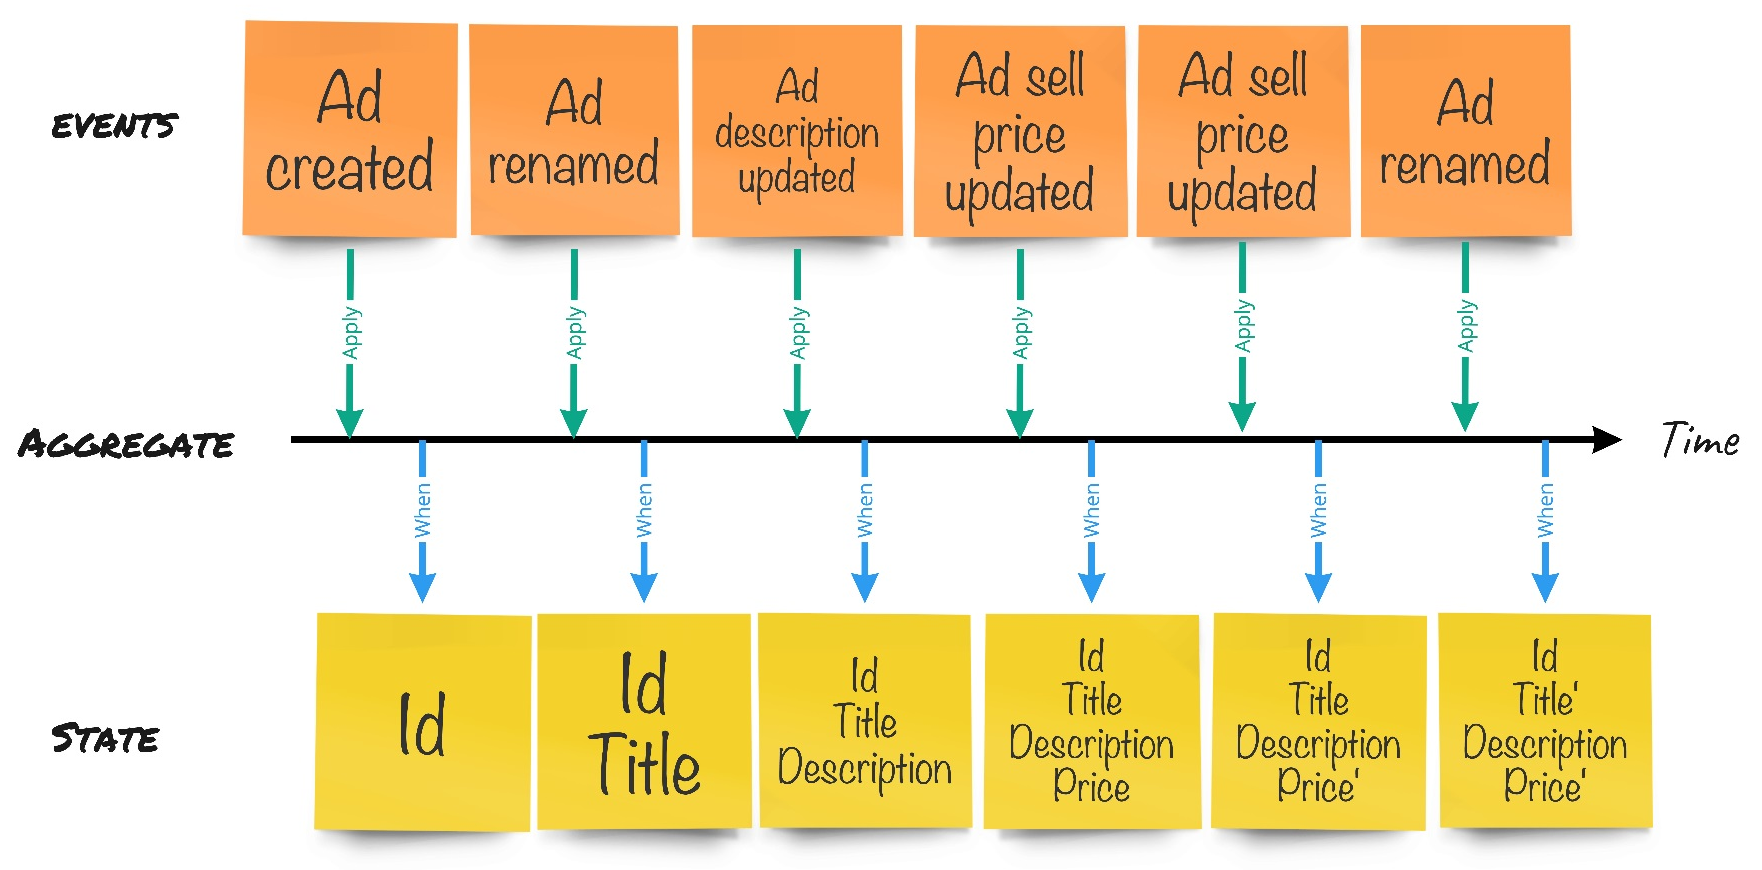 EVENTS
Ad
created
Ad
renamed
Ad
description
updated
Ad sell
price
updated
Ad sell
price
updated
Ad
renamed
Apply
Apply
Apply
Apply
Apply
Apply
AGGREGATE
Time
When
When
When
When
When
When
STATE
Id
Id
Title
Id
Title
Description
Id
Title
Description
Price
Id
Title
Description
Price'
Id
Title'
Description
Price'